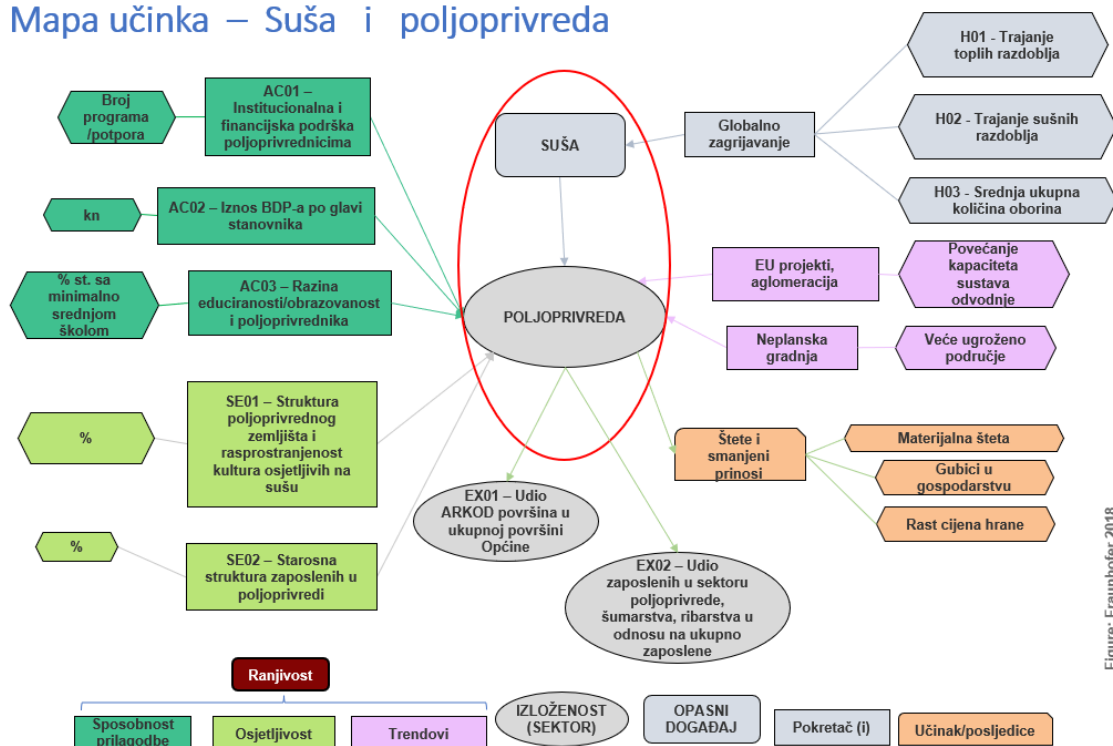 Mapa učinka – Suša i poljoprivreda
Broj
programa
/potpora
AC01 –
Institucionalna i
financijska podrška
poljoprivrednicima
kn
AC02 – Iznos BDP-a po glavi
stanovnika
% st. sa
minimalno
srednjom
školom
AC03 – Razina
educiranosti/obrazovanost
i poljoprivrednika
%
SE01 – Struktura
poljoprivrednog
zemljišta i
rasprostranjenost
kultura osjetljivih na
sušu
%
SE02 – Starosna
struktura zaposlenih u
poljoprivredi
SUŠA
POLJOPRIVREDA
EX01 – Udio
ARKOD površina u
ukupnoj površini
Općine
EX02 – Udio
zaposlenih u sektoru
poljoprivrede,
šumarstva, ribarstva u
odnosu na ukupno
zaposlene
Globalno
zagrijavanje
H01 - Trajanje
toplih razdoblja
H02 - Trajanje sušnih
razdoblja
H03 - Srednja ukupna
količina oborina
EU projekti,
aglomeracija
Povećanje
kapaciteta
sustava
odvodnje
Neplanska
gradnja
Veće ugroženo
područje
Štete i
smanjeni
prinosi
Materijalna šteta
Gubici u
gospodarstvu
Rast cijena hrane
Figure: Fraunhofer 2018
Ranjivost
Sposobnost
prilagodbe
Osjetljivost
Trendovi
IZLOŽENOST
(SEKTOR)
OPASNI
DOGAĐAJ
Pokretač (i)
Učinak/posljedice